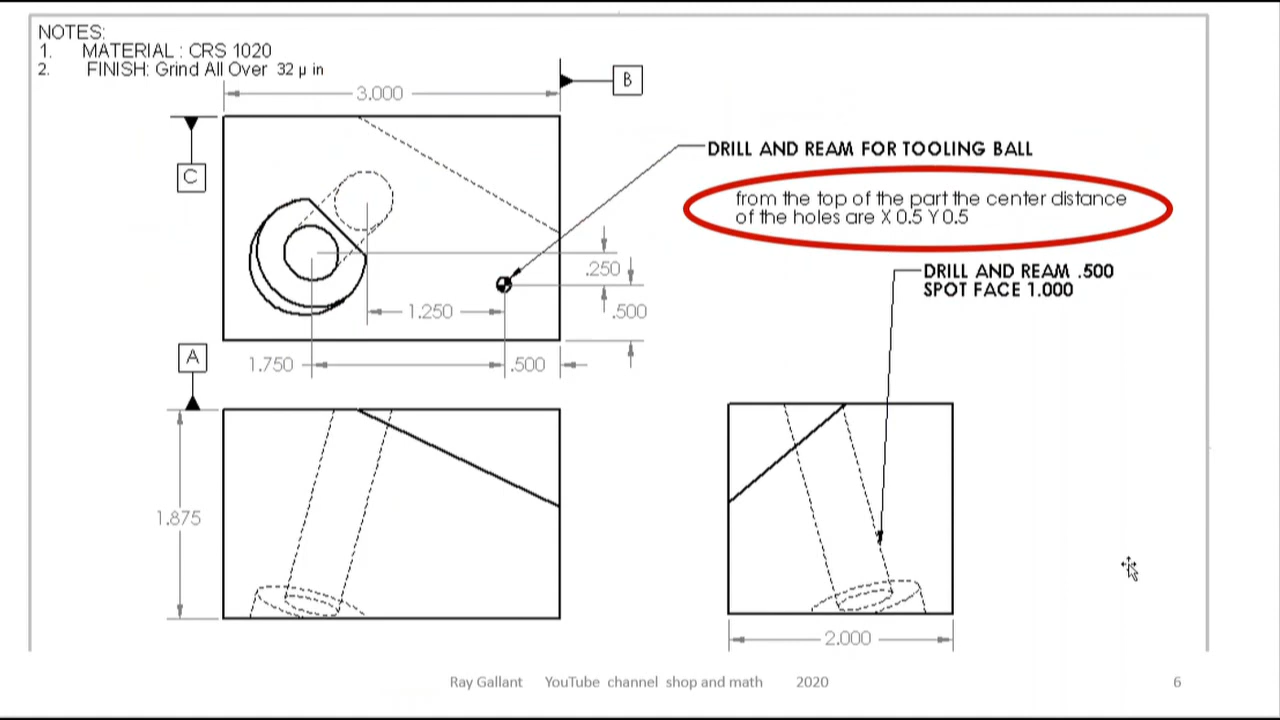 NOTES:
1. MATERIAL : CRS 1020
2. FINISH: Grind All Over 32 µ in
3.000
B
C
DRILL AND REAM FOR TOOLING BALL
from the top of the part the center distance
of the holes are X 0.5 Y 0.5
.250
DRILL AND REAM .500
SPOT FACE 1.000
1.250
.500
A
1.750
.500
1.875
2.000
Ray Gallant YouTube channel shop and math 2020
6